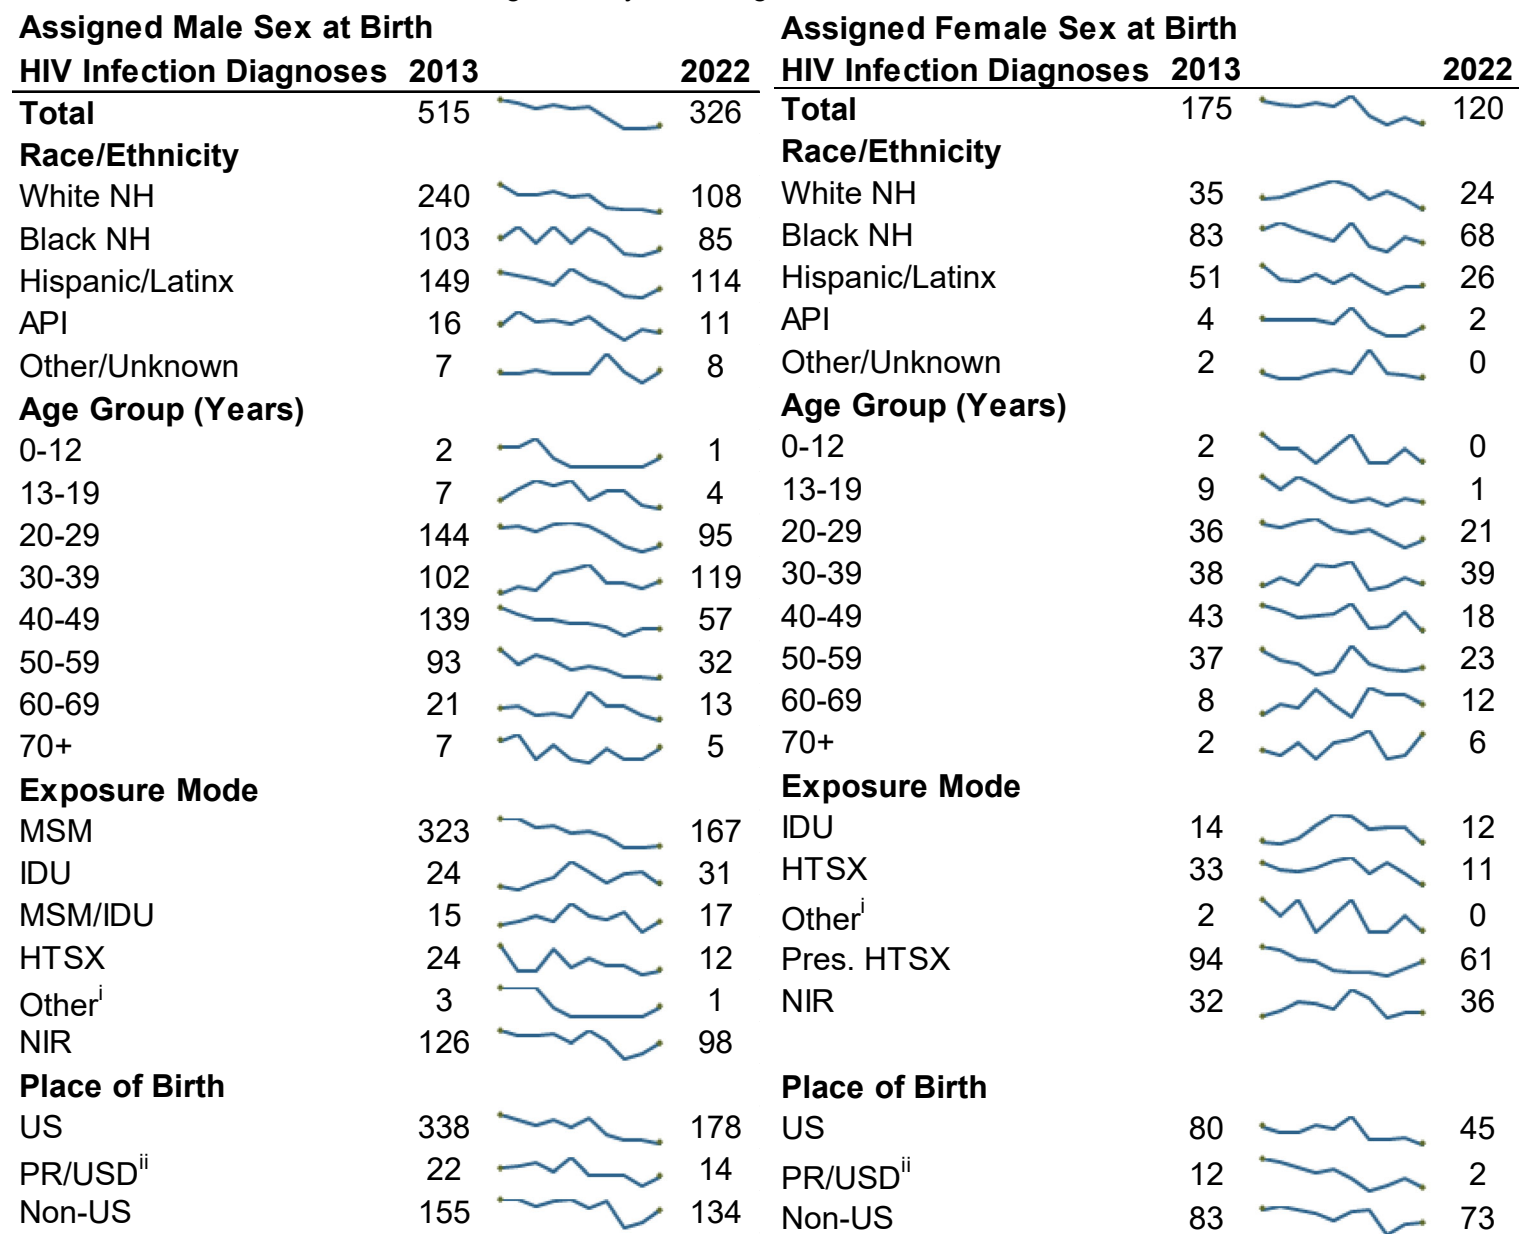 Assigned Male Sex at Birth
HIV Infection Diagnoses 2013 2022
Total 515 326
Race/Ethnicity
White NH 240 108
Black NH 103 85
Hispanic/Latinx 149 114
API 16 11
Other/Unknown 7 8
Age Group (Years)
0-12 2 1
13-19 7 4
20-29 144 95
30-39 102 119
40-49 139 57
50-59 93 32
60-69 21 13
70+ 7 5
Exposure Mode
MSM 323 167
IDU 24 31
MSM/IDU 15 17
HTSX 24 12
Otherⁱ 3 1
NIR 126 98
Place of Birth
US 338 178
PR/USDⁱⁱ 22 14
Non-US 155 134
Assigned Female Sex at Birth
HIV Infection Diagnoses 2013 2022
Total 175 120
Race/Ethnicity
White NH 35 24
Black NH 83 68
Hispanic/Latinx 51 26
API 4 2
Other/Unknown 2 0
Age Group (Years)
0-12 2 0
13-19 9 1
20-29 36 21
30-39 38 39
40-49 43 18
50-59 37 23
60-69 8 12
70+ 2 6
Exposure Mode
IDU 14 12
HTSX 33 11
Otherⁱ 2 0
Pres. HTSX 94 61
NIR 32 36
Place of Birth
US 80 45
PR/USDⁱⁱ 12 2
Non-US 83 73